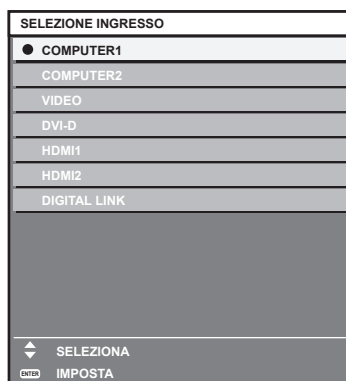 SELEZIONE INGRESSO
COMPUTER1
COMPUTER2
VIDEO
DVI-D
HDMI1
HDMI2
DIGITAL LINK
SELEZIONA
ENTER IMPOSTA